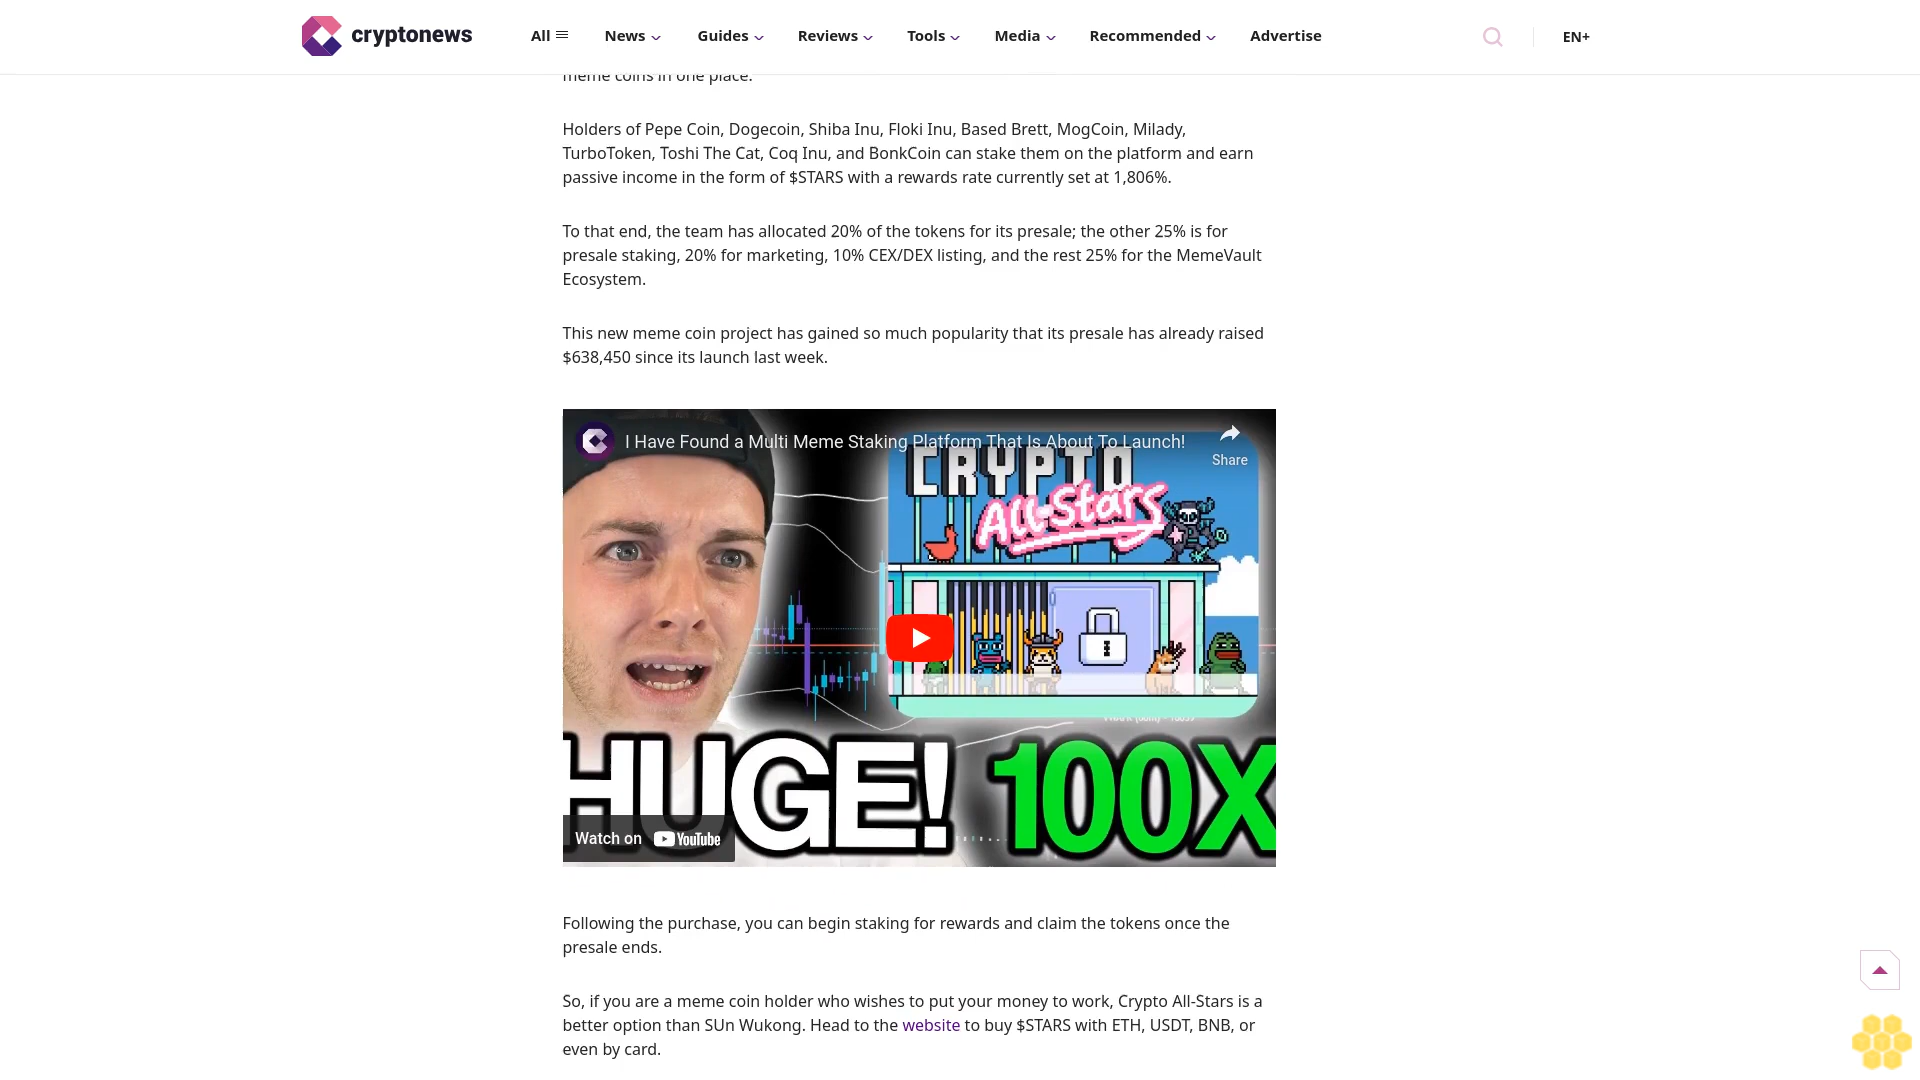 cryptonews
All
News
Guides
Reviews
Tools
Media
Recommended
Advertise
EN+
meme coins in one place.
Holders of Pepe Coin, Dogecoin, Shiba Inu, Floki Inu, Based Brett, MogCoin, Milady,
TurboToken, Toshi The Cat, Coq Inu, and BonkCoin can stake them on the platform and earn
passive income in the form of $STARS with a rewards rate currently set at 1,806%.
To that end, the team has allocated 20% of the tokens for its presale; the other 25% is for
presale staking, 20% for marketing, 10% CEX/DEX listing, and the rest 25% for the MemeVault
Ecosystem.
This new meme coin project has gained so much popularity that its presale has already raised
$638,450 since its launch last week.
I Have Found a Multi Meme Staking Platform That Is About To Launch!
Share
CRYPTO
All-Stars
HUGE! 100X
Watch on YouTube
Following the purchase, you can begin staking for rewards and claim the tokens once the
presale ends.
So, if you are a meme coin holder who wishes to put your money to work, Crypto All-Stars is a
better option than SUn Wukong. Head to the website to buy $STARS with ETH, USDT, BNB, or
even by card.